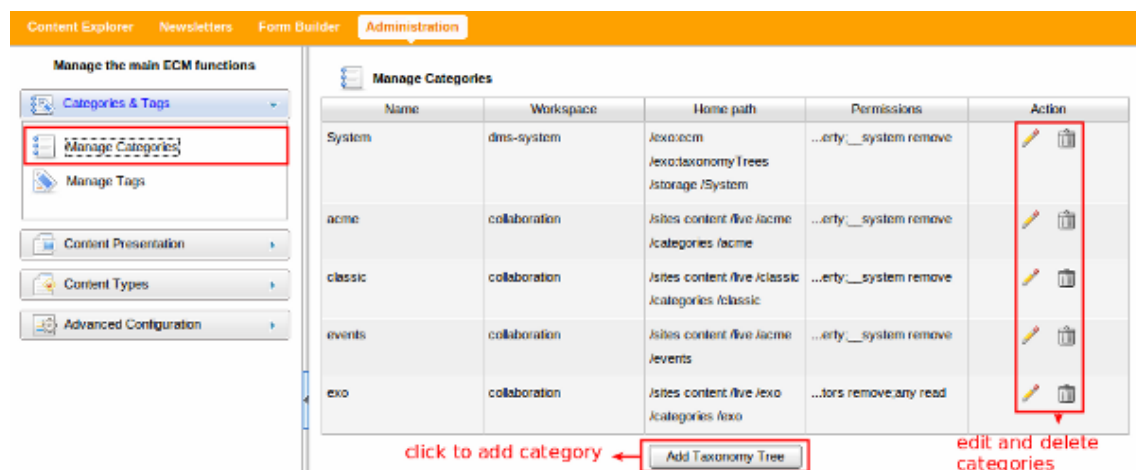 Content Explorer Newsletters Form Builder Administration
Manage the main ECM functions
Categories & Tags
Manage Categories
Manage Tags
Content Presentation
Content Types
Advanced Configuration
Manage Categories
Name Workspace Home path Permissions Action
System dms-system /exo:ecm ...erty;__system remove
/exo:taxonomyTrees
/storage /System
acme collaboration /sites content /live /acme ...erty;__system remove
/categories /acme
classic collaboration /sites content /live /classic ...erty;__system remove
/categories /classic
events collaboration /sites content /live /acme ...erty;__system remove
/events
exo collaboration /sites content /live /exo ...tors remove;any read
/categories /exo
click to add category Add Taxonomy Tree edit and delete
categories